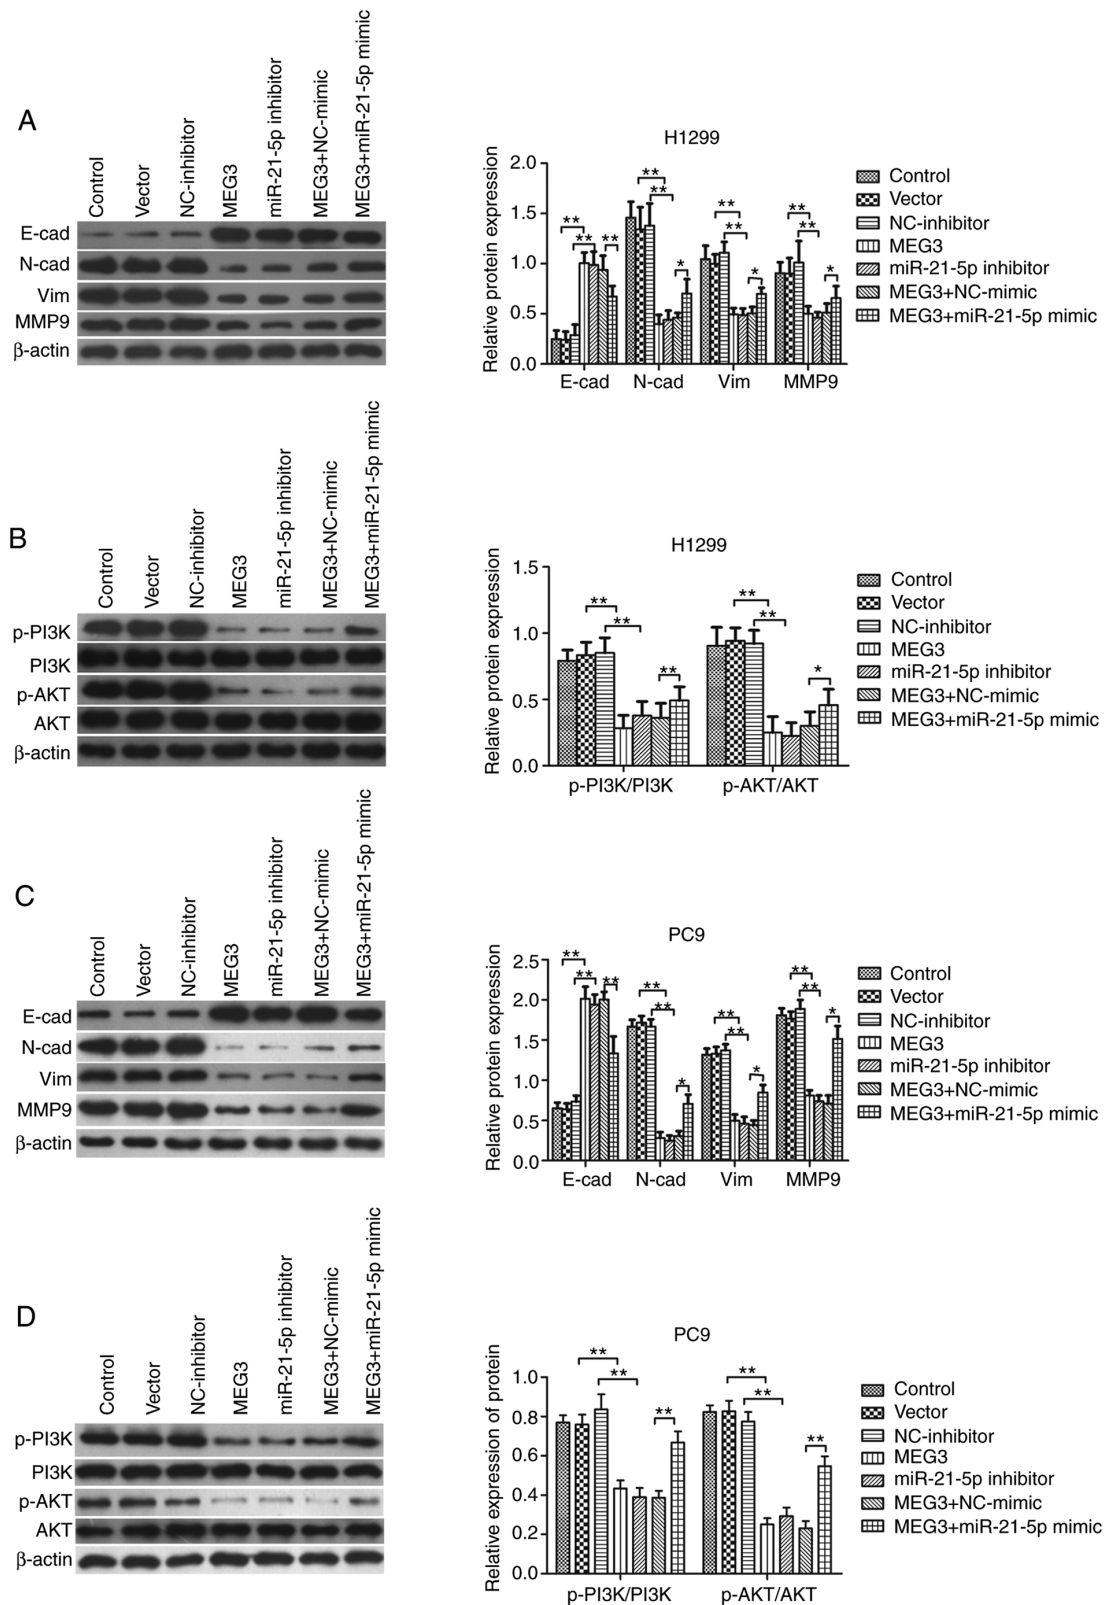 A
Control
Vector
NC-inhibitor
MEG3
miR-21-5p inhibitor
MEG3+NC-mimic
MEG3+miR-21-5p mimic
E-cad
N-cad
Vim
MMP9
β-actin
H1299
Relative protein expression
2.0
1.5
1.0
0.5
0.0
** ** ** ** ** * ** ** * ** ** *
E-cad N-cad Vim MMP9
Control
Vector
NC-inhibitor
MEG3
miR-21-5p inhibitor
MEG3+NC-mimic
MEG3+miR-21-5p mimic
B
Control
Vector
NC-inhibitor
MEG3
miR-21-5p inhibitor
MEG3+NC-mimic
MEG3+miR-21-5p mimic
p-PI3K
PI3K
p-AKT
AKT
β-actin
H1299
Relative protein expression
1.5
1.0
0.5
0.0
** ** ** ** ** *
p-PI3K/PI3K p-AKT/AKT
Control
Vector
NC-inhibitor
MEG3
miR-21-5p inhibitor
MEG3+NC-mimic
MEG3+miR-21-5p mimic
C
Control
Vector
NC-inhibitor
MEG3
miR-21-5p inhibitor
MEG3+NC-mimic
MEG3+miR-21-5p mimic
E-cad
N-cad
Vim
MMP9
β-actin
PC9
Relative protein expression
2.5
2.0
1.5
1.0
0.5
0.0
** ** ** ** ** * ** ** * ** ** *
E-cad N-cad Vim MMP9
Control
Vector
NC-inhibitor
MEG3
miR-21-5p inhibitor
MEG3+NC-mimic
MEG3+miR-21-5p mimic
D
Control
Vector
NC-inhibitor
MEG3
miR-21-5p inhibitor
MEG3+NC-mimic
MEG3+miR-21-5p mimic
p-PI3K
PI3K
p-AKT
AKT
β-actin
PC9
Relative expression of protein
1.0
0.8
0.6
0.4
0.2
0.0
** ** ** ** ** **
p-PI3K/PI3K p-AKT/AKT
Control
Vector
NC-inhibitor
MEG3
miR-21-5p inhibitor
MEG3+NC-mimic
MEG3+miR-21-5p mimic